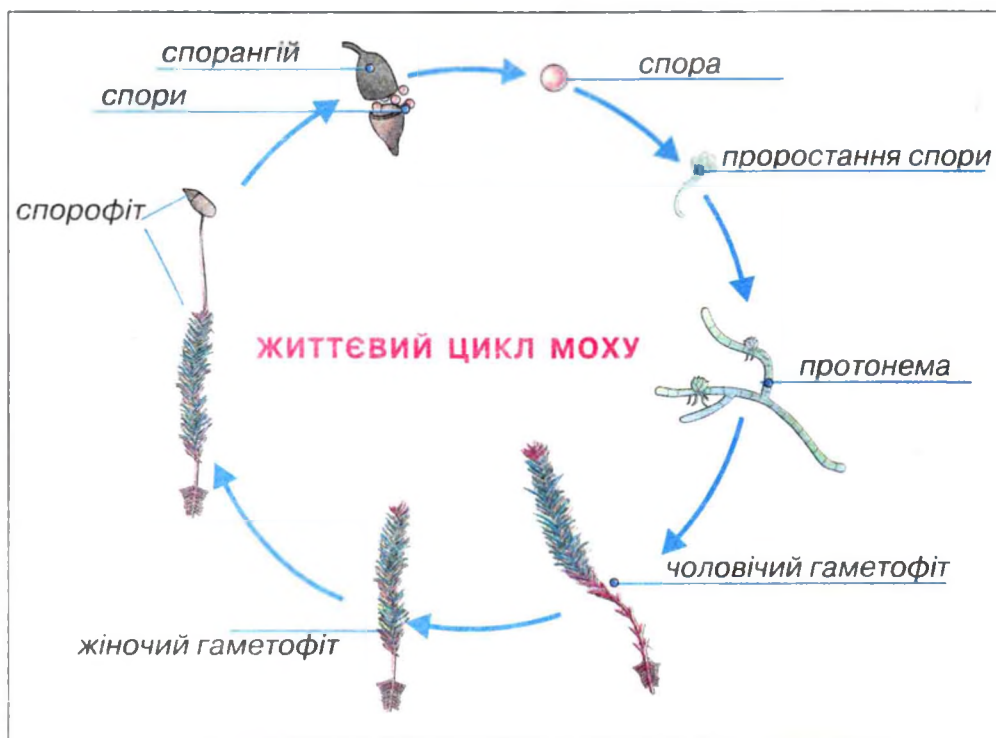 спорангій
спора
спори
проростання спори
спорофіт
ЖИТТЄВИЙ ЦИКЛ МОХУ
протонема
чоловічий гаметофіт
жіночий гаметофіт